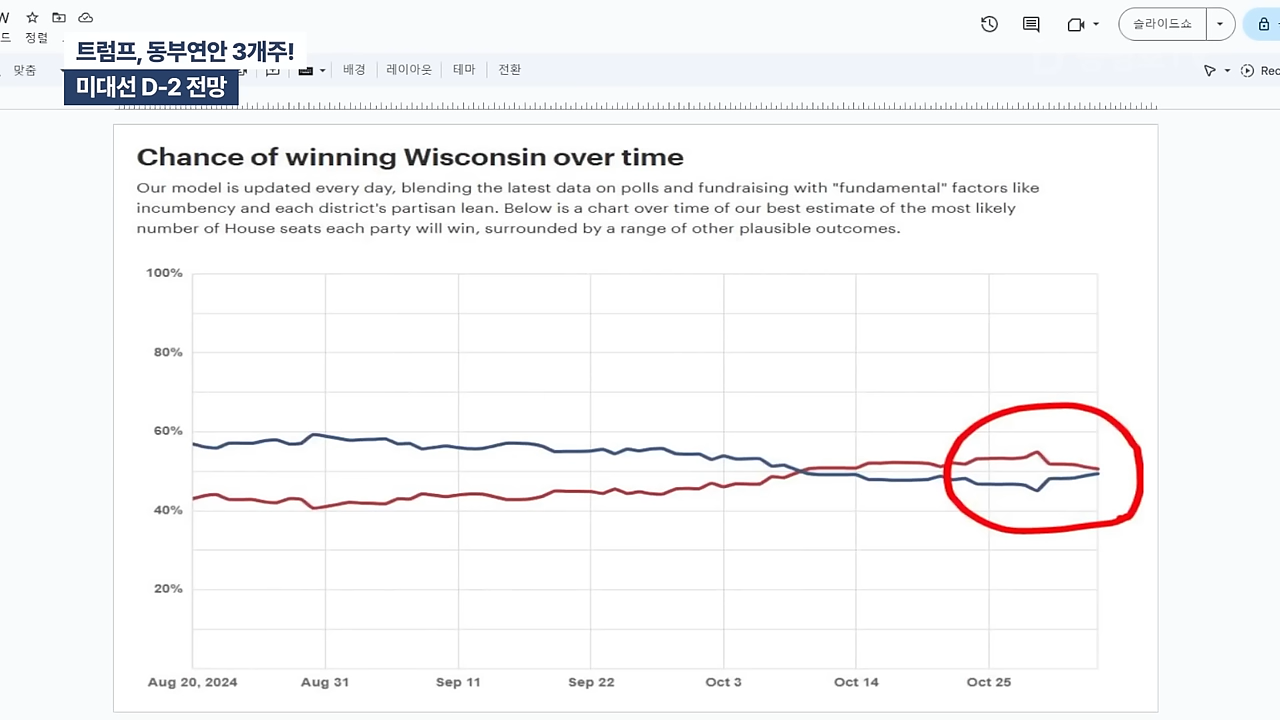 슬라이드쇼
정렬
트럼프, 동부연안 3개주!
맞춤
배경
레이아웃
테마
전환
Rec
미대선 D-2 전망
Chance of winning Wisconsin over time
Our model is updated every day, blending the latest data on polls and fundraising with "fundamental" factors like
incumbency and each district's partisan lean. Below is a chart over time of our best estimate of the most likely
number of House seats each party will win, surrounded by a range of other plausible outcomes.
100%
80%
60%
40%
20%
Aug 20, 2024
Aug 31
Sep 11
Sep 22
Oct 3
Oct 14
Oct 25